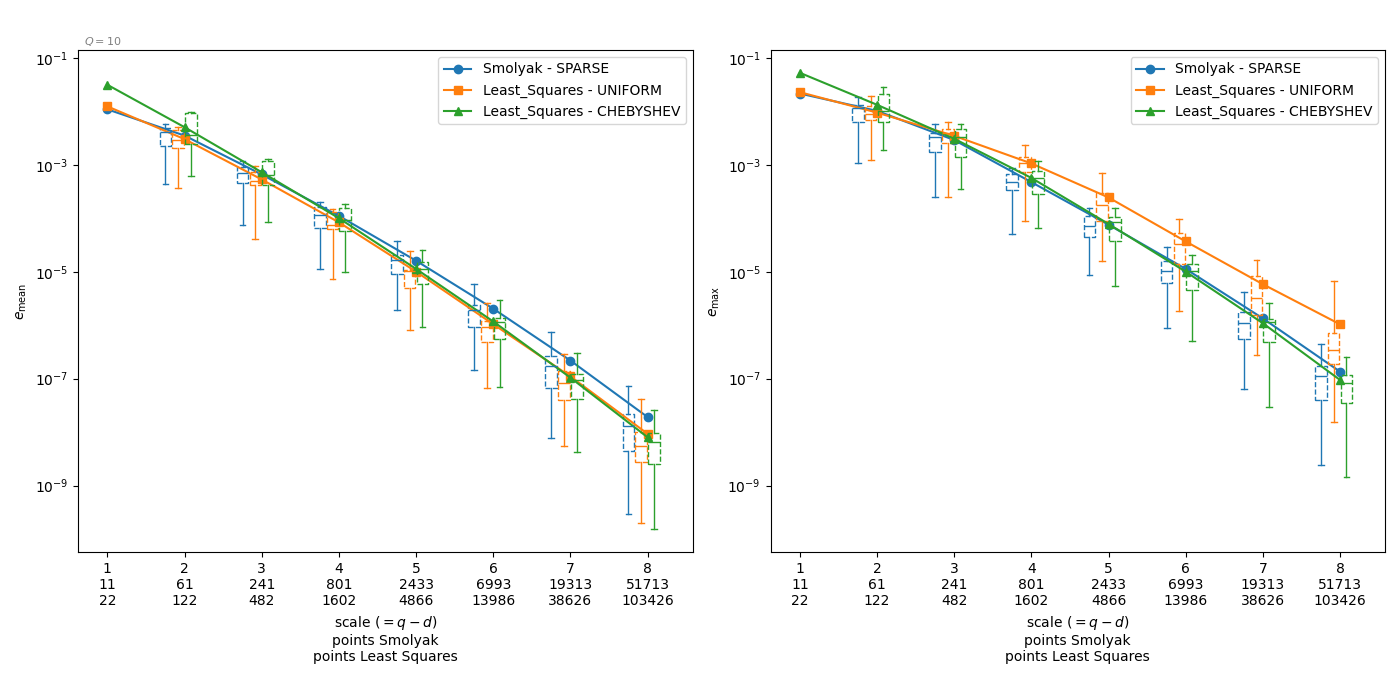 Q = 10
10^{-1}
10^{-3}
10^{-5}
10^{-7}
10^{-9}
e_{mean}
Smolyak - SPARSE
Least_Squares - UNIFORM
Least_Squares - CHEBYSHEV
1 2 3 4 5 6 7 8
11 61 241 801 2433 6993 19313 51713
22 122 482 1602 4866 13986 38626 103426
scale (= q − d)
points Smolyak
points Least Squares
10^{-1}
10^{-3}
10^{-5}
10^{-7}
10^{-9}
e_{max}
Smolyak - SPARSE
Least_Squares - UNIFORM
Least_Squares - CHEBYSHEV
1 2 3 4 5 6 7 8
11 61 241 801 2433 6993 19313 51713
22 122 482 1602 4866 13986 38626 103426
scale (= q − d)
points Smolyak
points Least Squares